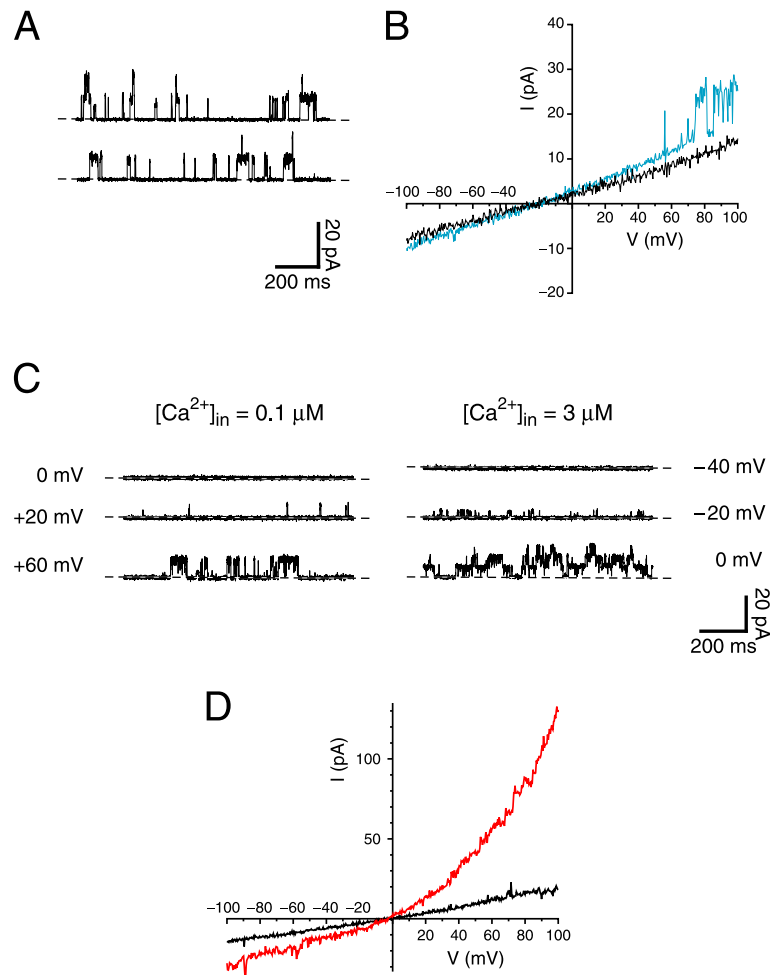 A
20 pA
200 ms
B
I (pA)
40
30
20
10
−10
−20
−100
−80
−60
−40
20
40
60
80
100
V (mV)
C
[Ca²⁺]in = 0.1 μM
[Ca²⁺]in = 3 μM
0 mV
+20 mV
+60 mV
−40 mV
−20 mV
0 mV
20 pA
200 ms
D
I (pA)
100
50
−100
−80
−60
−40
−20
20
40
60
80
100
V (mV)